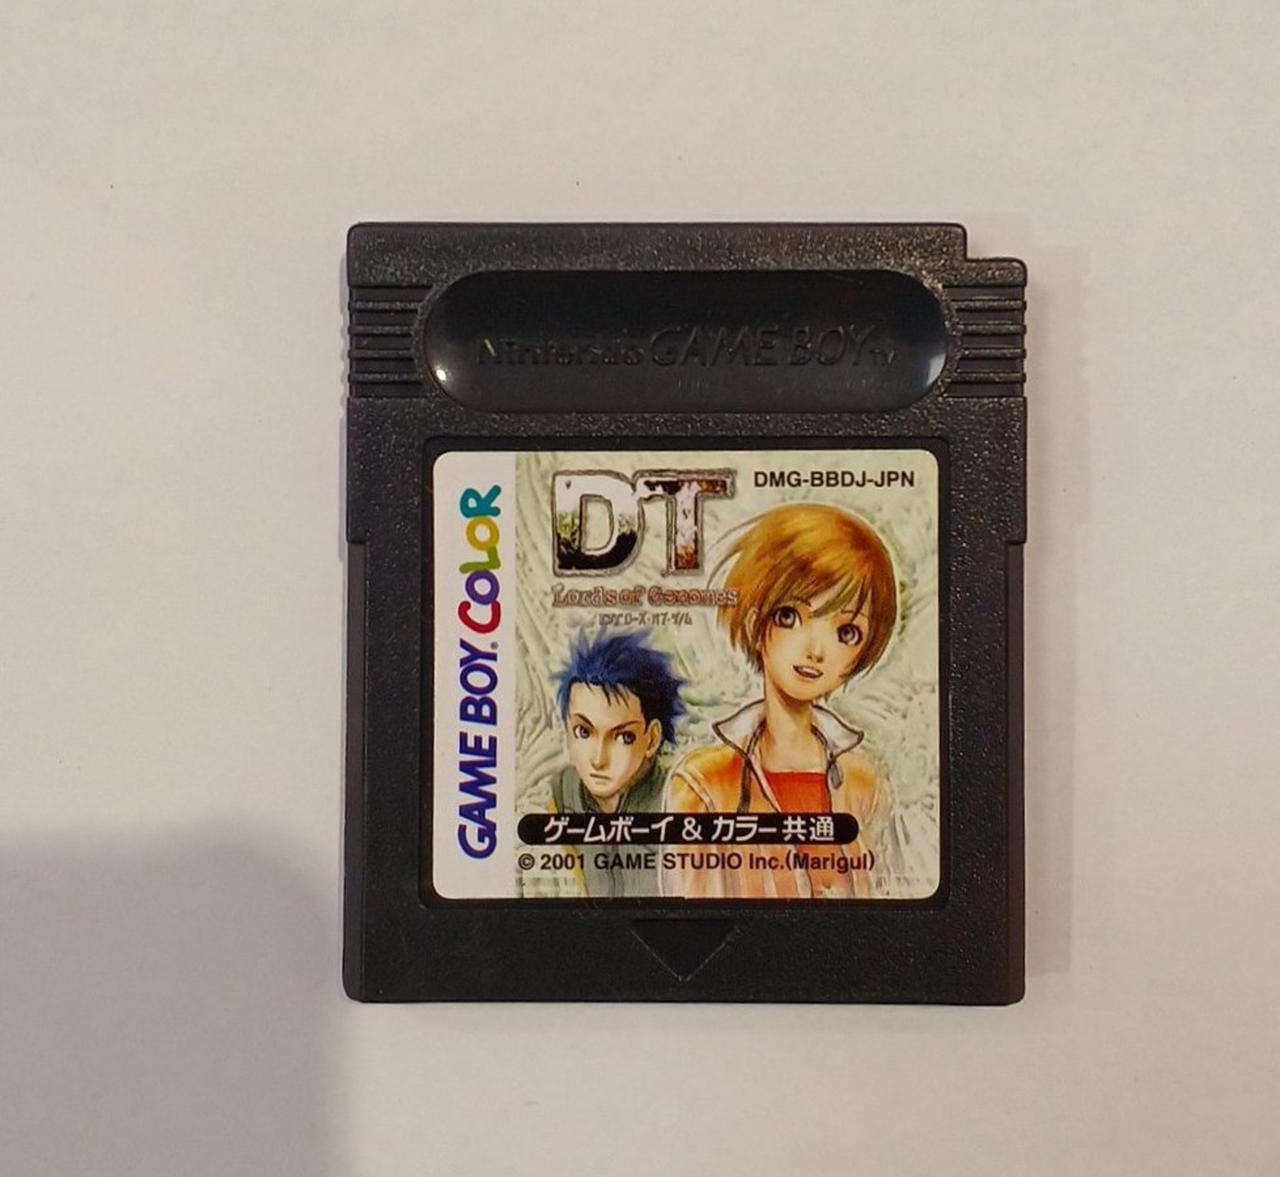 Nintendo GAME BOY TM
GAME BOY COLOR
DT
DMG-BBDJ-JPN
Lords of Genomes
ゲームボーイ & カラー共通
© 2001 GAME STUDIO Inc.(Marigul)